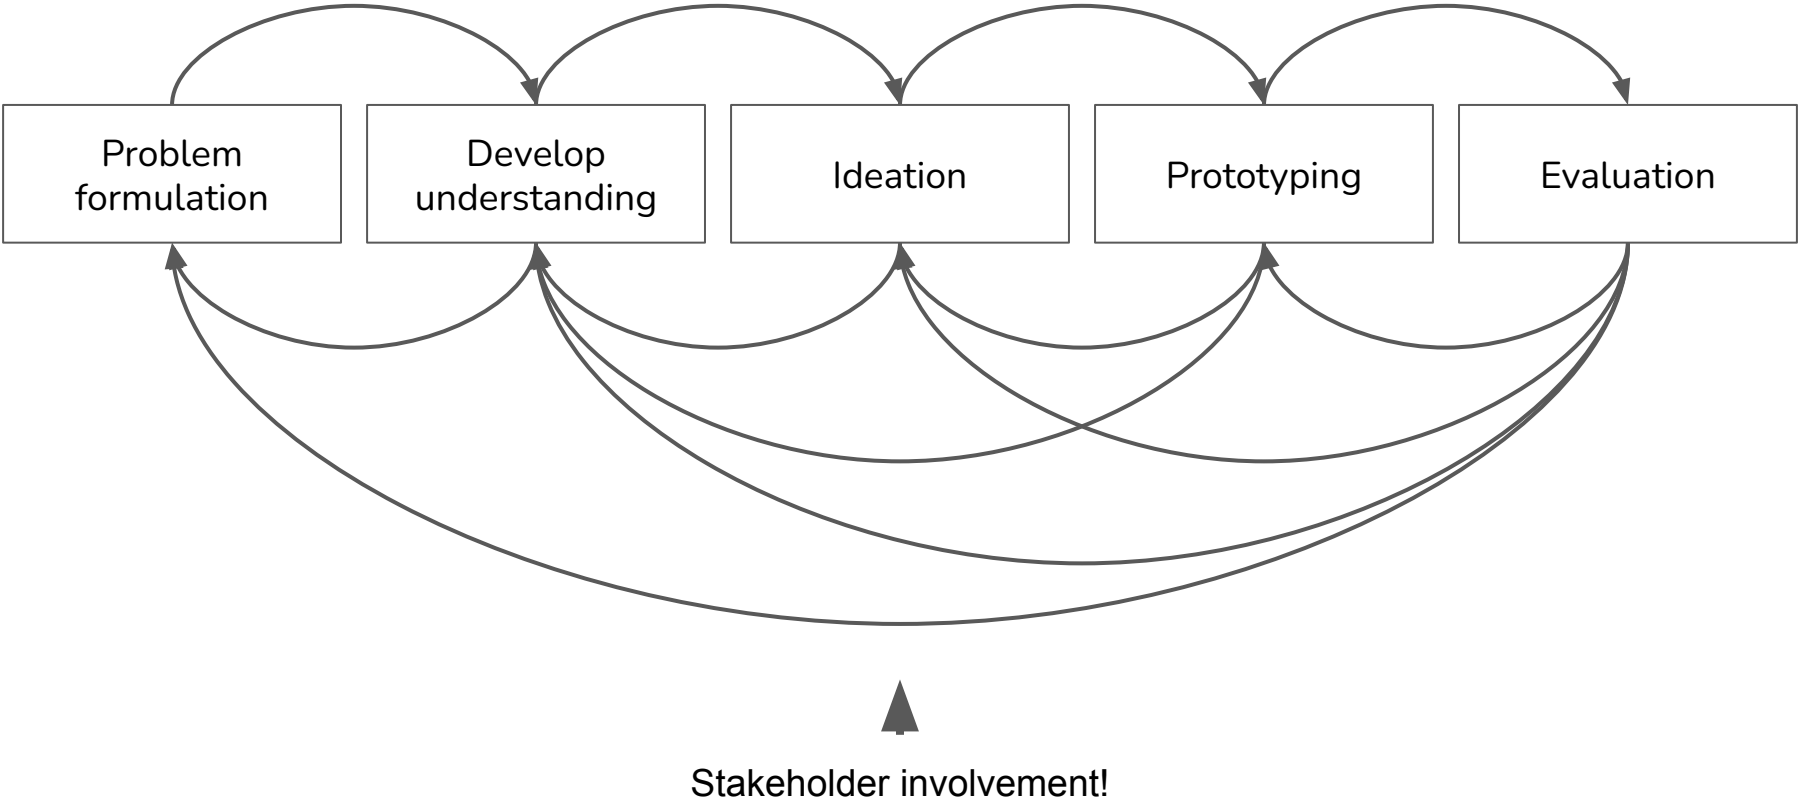 Problem
formulation
Develop
understanding
Ideation
Prototyping
Evaluation
Stakeholder involvement!